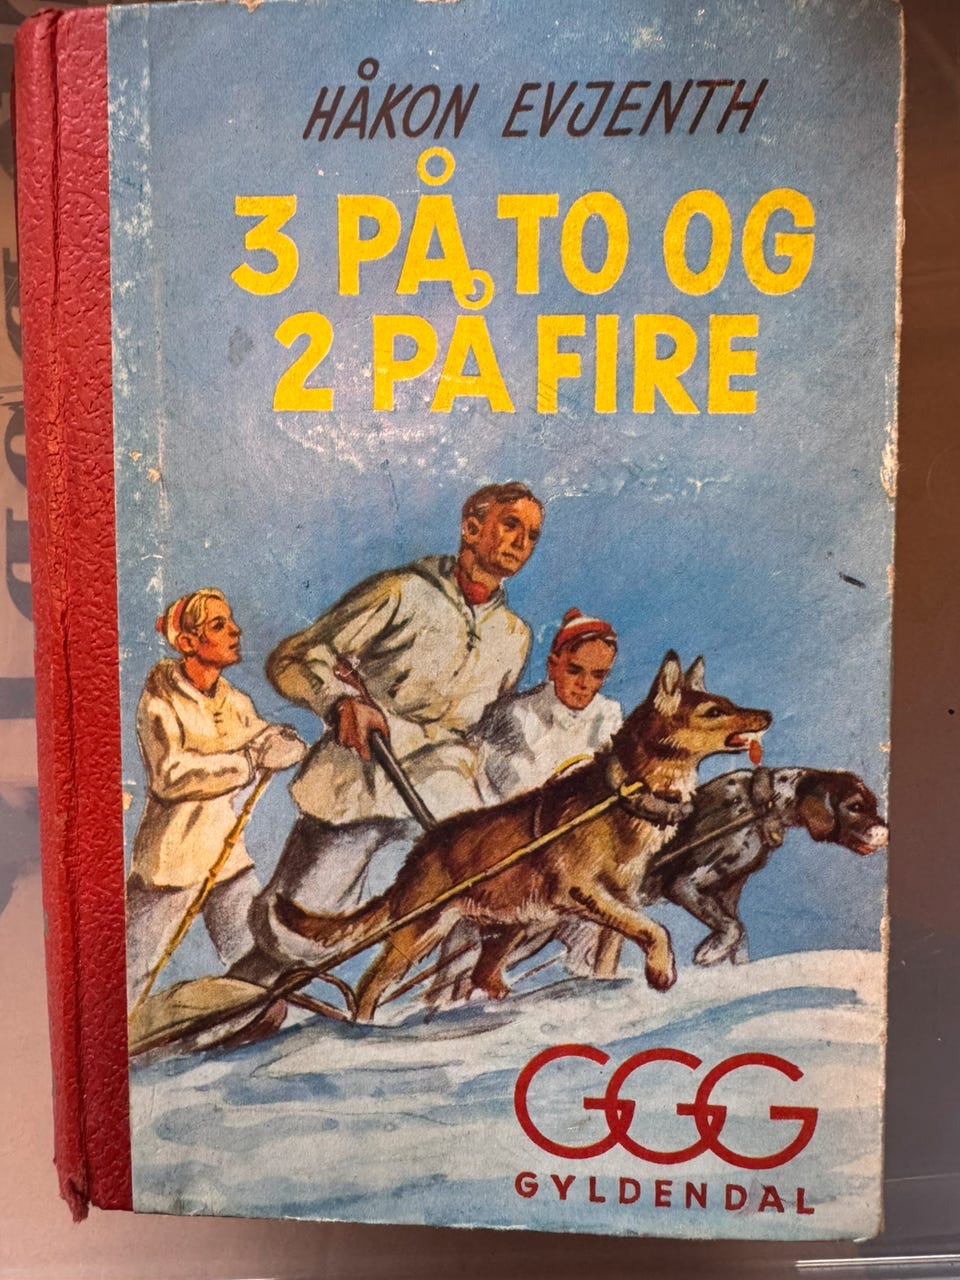 HÅKON EVJENTH
3 PÅ TO OG
2 PÅ FIRE
GGG
GYLDENDAL